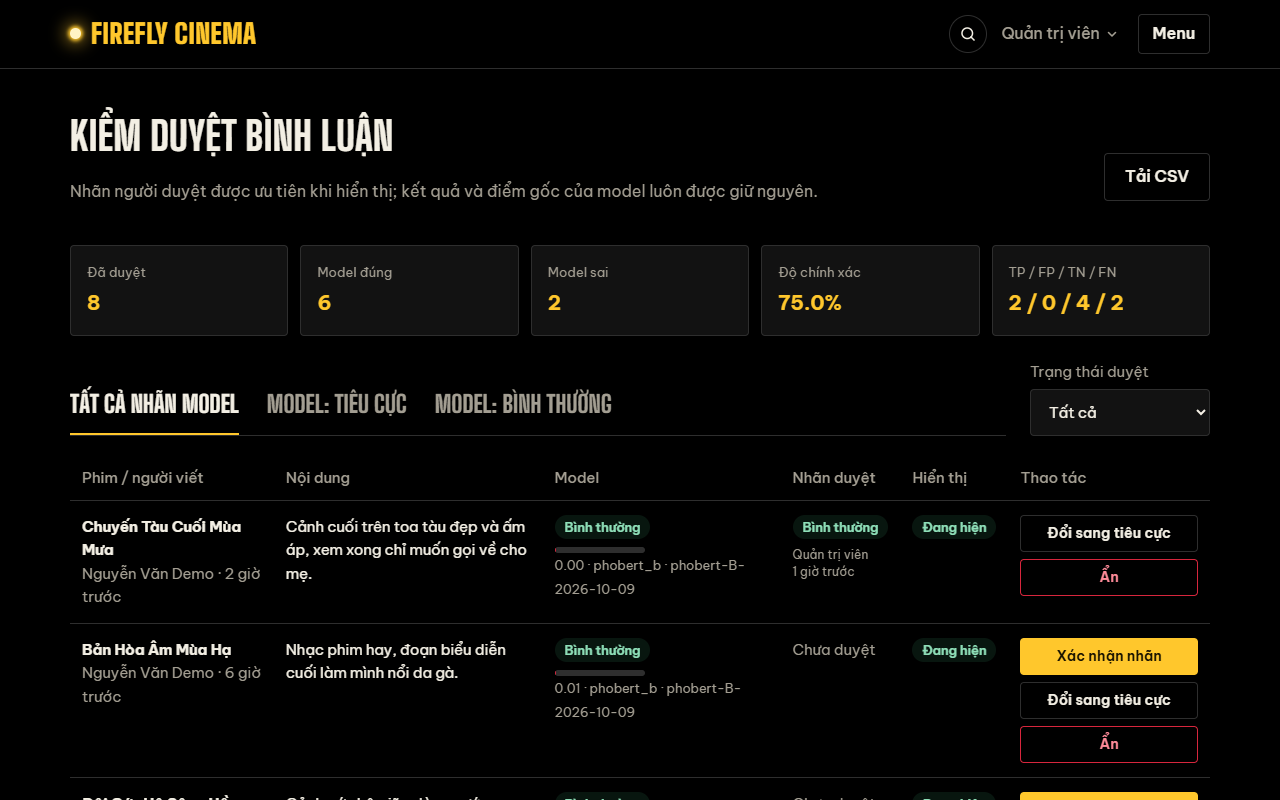 FIREFLY CINEMA
Quản trị viên
Menu
KIỂM DUYỆT BÌNH LUẬN
Nhãn người duyệt được ưu tiên khi hiển thị; kết quả và điểm gốc của model luôn được giữ nguyên.
Tải CSV
Đã duyệt
8
Model đúng
6
Model sai
2
Độ chính xác
75.0%
TP / FP / TN / FN
2 / 0 / 4 / 2
TẤT CẢ NHÃN MODEL
MODEL: TIÊU CỰC
MODEL: BÌNH THƯỜNG
Trạng thái duyệt
Tất cả
Phim / người viết
Nội dung
Model
Nhãn duyệt
Hiển thị
Thao tác
Chuyến Tàu Cuối Mùa
Mưa
Nguyễn Văn Demo · 2 giờ
trước
Cảnh cuối trên toa tàu đẹp và ấm
áp, xem xong chỉ muốn gọi về cho
mẹ.
Bình thường
0.00 · phobert_b · phobert-B-
2026-10-09
Bình thường
Quản trị viên
1 giờ trước
Đang hiện
Đổi sang tiêu cực
Ẩn
Bản Hòa Âm Mùa Hạ
Nguyễn Văn Demo · 6 giờ
trước
Nhạc phim hay, đoạn biểu diễn
cuối làm mình nổi da gà.
Bình thường
0.01 · phobert_b · phobert-B-
2026-10-09
Chưa duyệt
Đang hiện
Xác nhận nhãn
Đổi sang tiêu cực
Ẩn